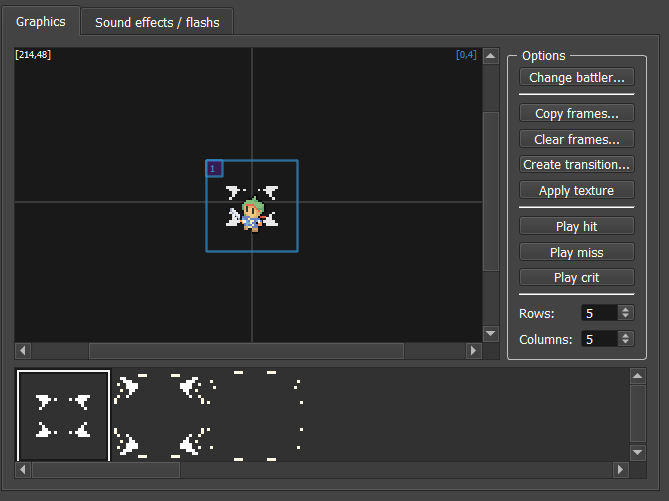 Graphics
Sound effects / flashs
[214,48]
[0,4]
1
Options
Change battler...
Copy frames...
Clear frames...
Create transition...
Apply texture
Play hit
Play miss
Play crit
Rows: 5
Columns: 5